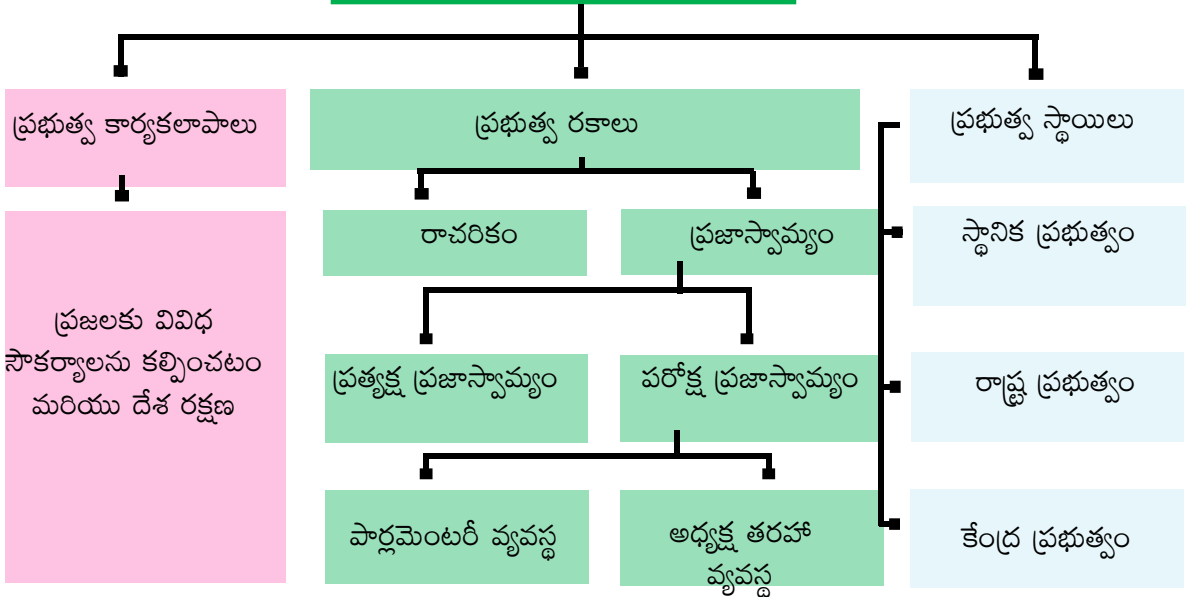 ప్రభుత్వ కార్యకలాపాలు
ప్రజలకు వివిధ
సౌకర్యాలను కల్పించటం
మరియు దేశ రక్షణ
ప్రభుత్వ రకాలు
రాచరికం
ప్రజాస్వామ్యం
ప్రత్యక్ష ప్రజాస్వామ్యం
పరోక్ష ప్రజాస్వామ్యం
పార్లమెంటరీ వ్యవస్థ
అధ్యక్ష తరహా
వ్యవస్థ
ప్రభుత్వ స్థాయిలు
స్థానిక ప్రభుత్వం
రాష్ట్ర ప్రభుత్వం
కేంద్ర ప్రభుత్వం